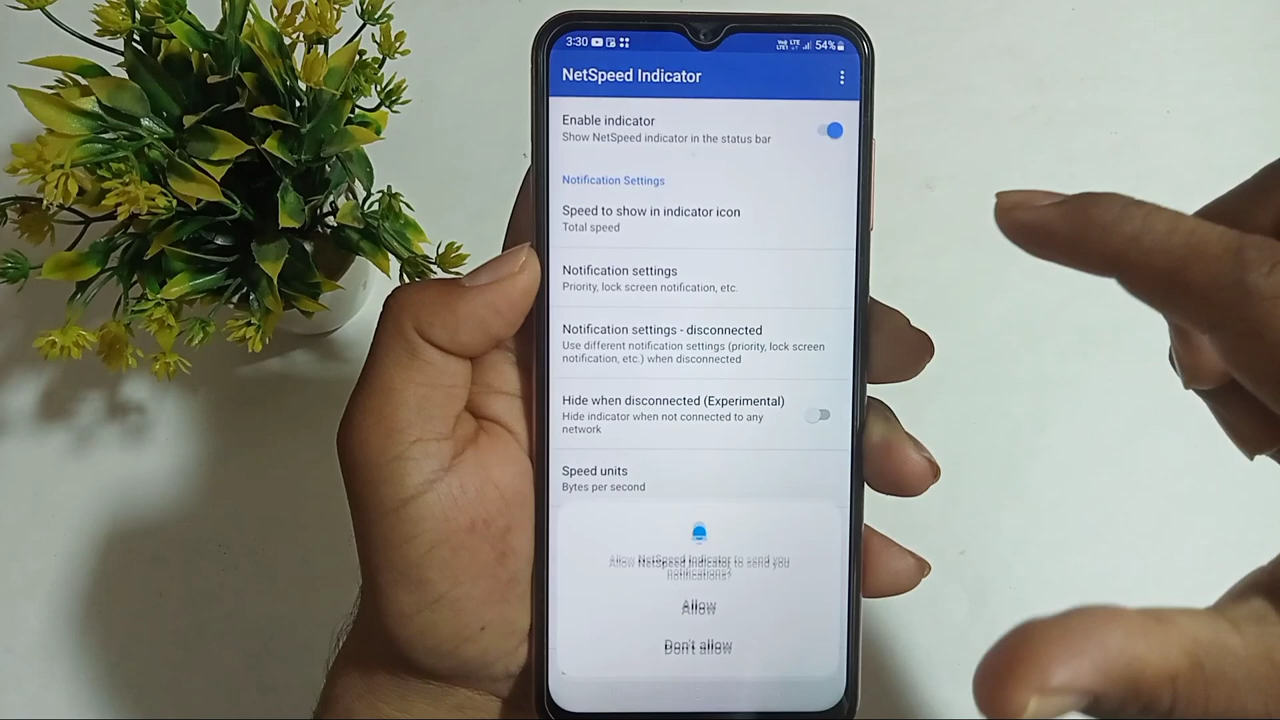 3:30
LTE
54%
NetSpeed Indicator
Enable indicator
Show NetSpeed indicator in the status bar
Notification Settings
Speed to show in indicator icon
Total speed
Notification settings
Priority, lock screen notification, etc.
Notification settings - disconnected
Use different notification settings (priority, lock screen
notification, etc.) when disconnected
Hide when disconnected (Experimental)
Hide indicator when not connected to any
network
Speed units
Bytes per second
Allow NetSpeed Indicator to send you
notifications?
Allow
Don't allow